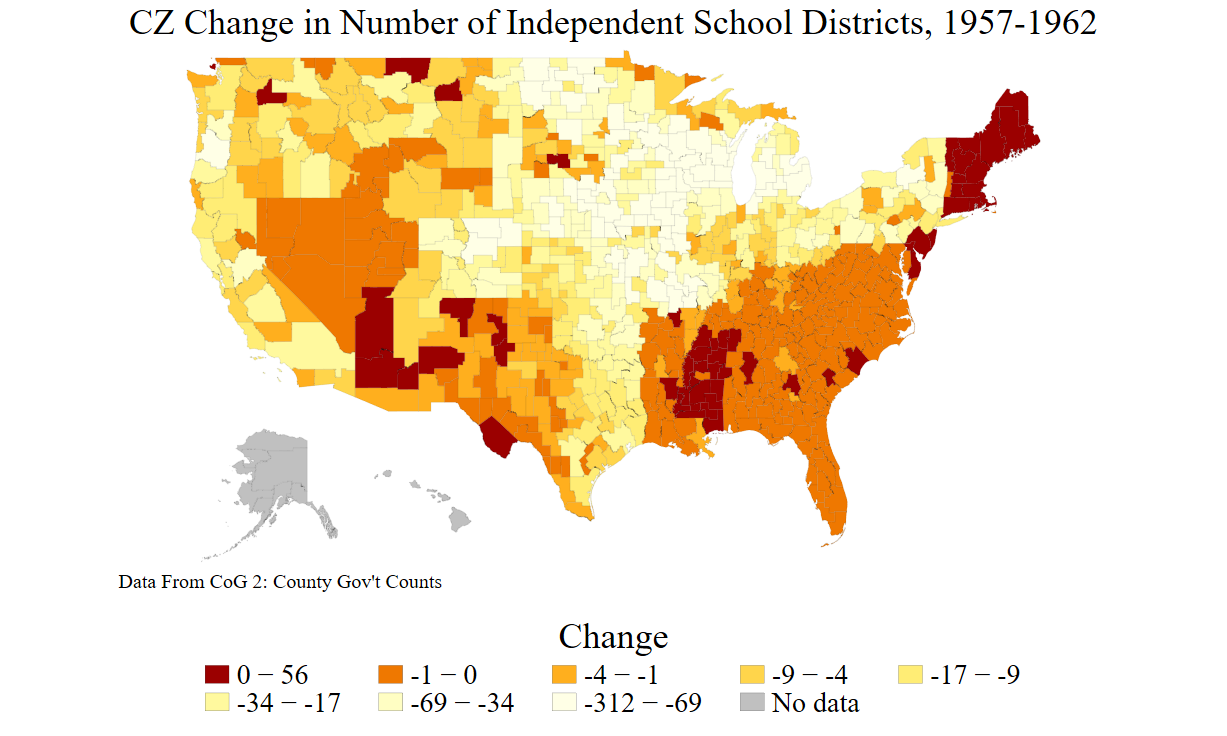 CZ Change in Number of Independent School Districts, 1957-1962
Data From CoG 2: County Gov't Counts
Change
0 − 56 -1 − 0 -4 − -1 -9 − -4 -17 − -9
-34 − -17 -69 − -34 -312 − -69 No data